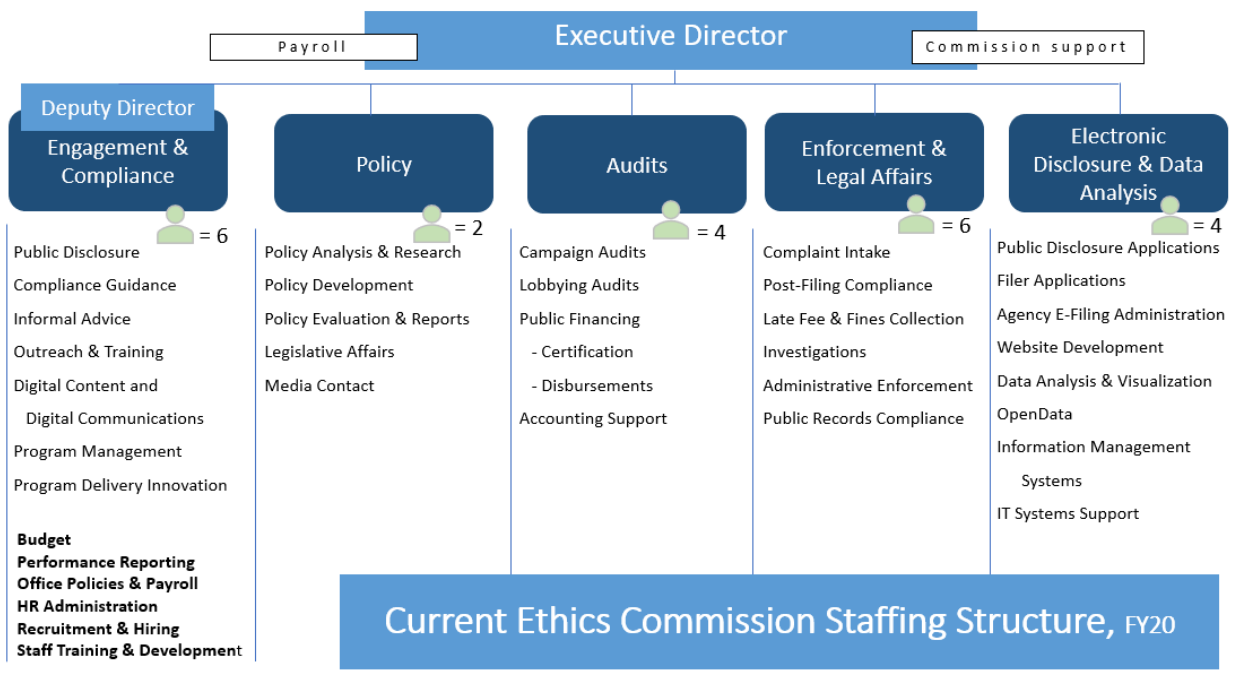 Executive Director
Payroll
Commission support
Deputy Director
Engagement &
Compliance
= 6
Public Disclosure
Compliance Guidance
Informal Advice
Outreach & Training
Digital Content and
Digital Communications
Program Management
Program Delivery Innovation
Budget
Performance Reporting
Office Policies & Payroll
HR Administration
Recruitment & Hiring
Staff Training & Development
Policy
= 2
Policy Analysis & Research
Policy Development
Policy Evaluation & Reports
Legislative Affairs
Media Contact
Audits
= 4
Campaign Audits
Lobbying Audits
Public Financing
- Certification
- Disbursements
Accounting Support
Enforcement &
Legal Affairs
= 6
Complaint Intake
Post-Filing Compliance
Late Fee & Fines Collection
Investigations
Administrative Enforcement
Public Records Compliance
Electronic
Disclosure & Data
Analysis
= 4
Public Disclosure Applications
Filer Applications
Agency E-Filing Administration
Website Development
Data Analysis & Visualization
OpenData
Information Management
Systems
IT Systems Support
Current Ethics Commission Staffing Structure, FY20